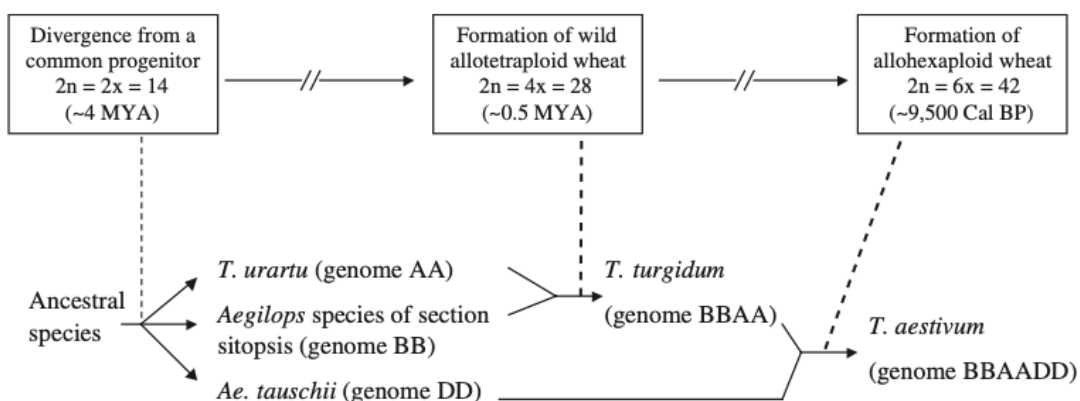 Divergence from a
common progenitor
2n = 2x = 14
(~4 MYA)
Formation of wild
allotetraploid wheat
2n = 4x = 28
(~0.5 MYA)
Formation of
allohexaploid wheat
2n = 6x = 42
(~9,500 Cal BP)
Ancestral
species
T. urartu (genome AA)
Aegilops species of section
sitopsis (genome BB)
Ae. tauschii (genome DD)
T. turgidum
(genome BBAA)
T. aestivum
(genome BBAADD)